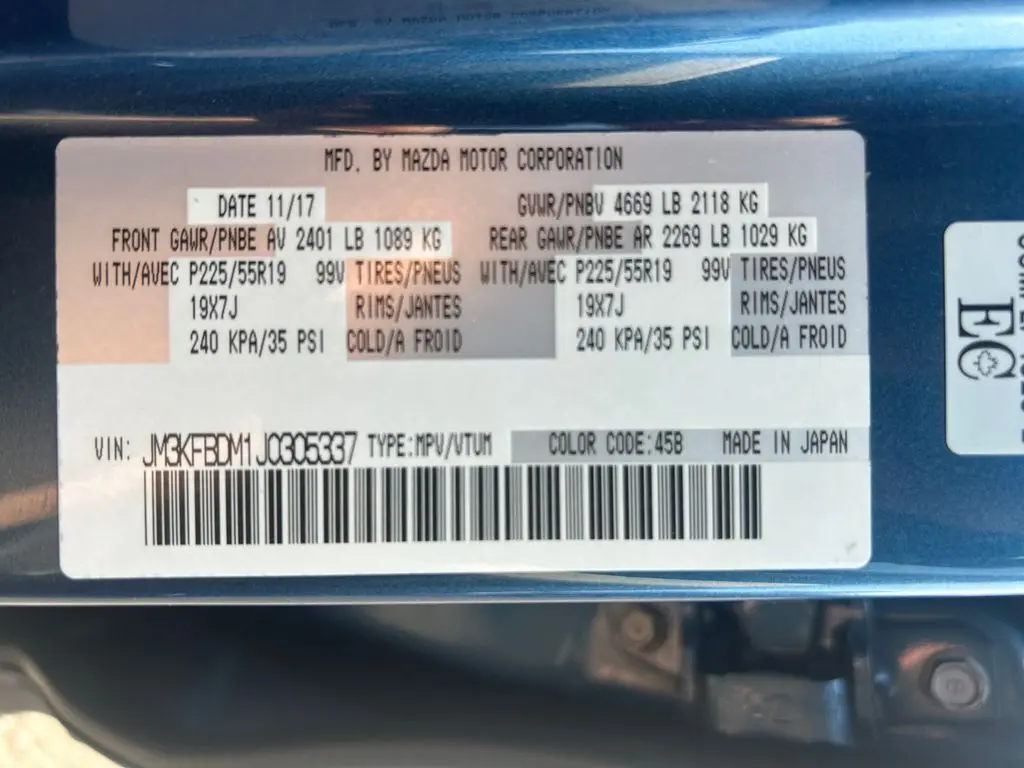 MFD. BY MAZDA MOTOR CORPORATION
DATE 11/17
GVWR/PNBV 4669 LB 2118 KG
FRONT GAWR/PNBE AV 2401 LB 1089 KG
REAR GAWR/PNBE AR 2269 LB 1029 KG
WITH/AVEC P225/55R19 99V TIRES/PNEUS
WITH/AVEC P225/55R19 99V TIRES/PNEUS
19X7J RIMS/JANTES
19X7J RIMS/JANTES
240 KPA/35 PSI COLD/A FROID
240 KPA/35 PSI COLD/A FROID
VIN: JM3KFBDM1J0305337 TYPE:MPV/VTUM COLOR CODE:45B MADE IN JAPAN
EC